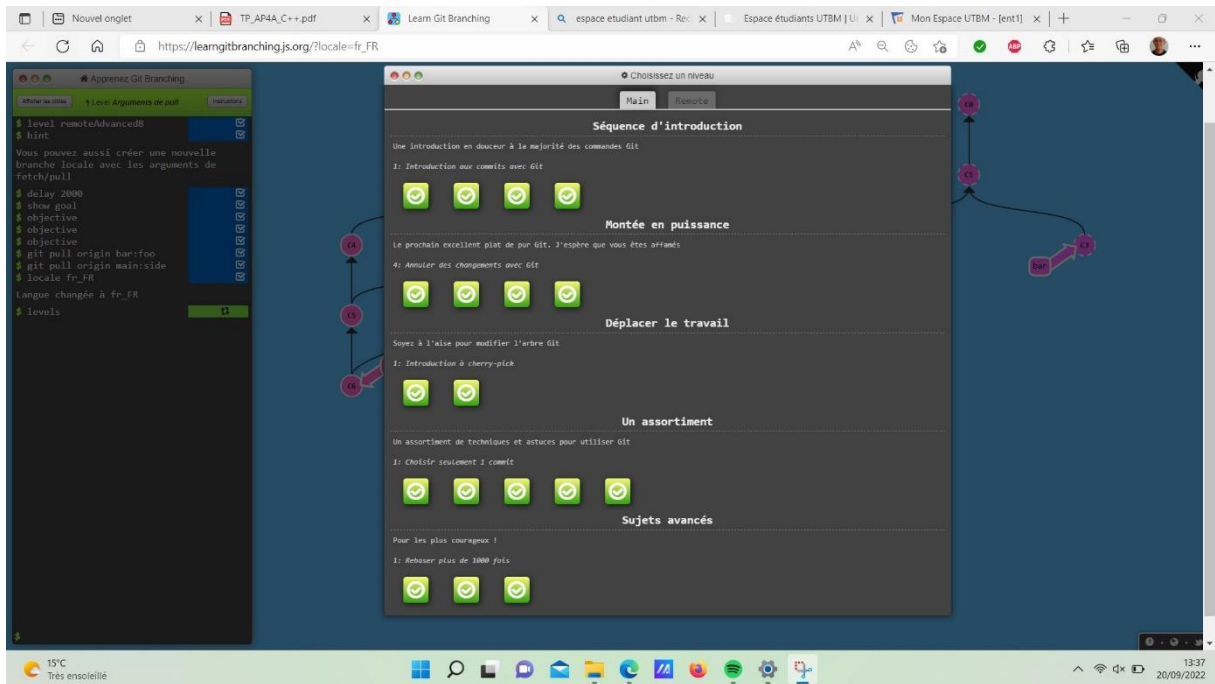 Nouvel onglet
TP_AP4A_C++.pdf
Learn Git Branching
espace etudiant utbm - Rec
Espace étudiants UTBM | U
Mon Espace UTBM - [ent1]
https://learngitbranching.js.org/?locale=fr_FR
Apprenez Git Branching
Level Arguments de pull
Instructions
$ level remoteAdvanced8
$ hint
Vous pouvez aussi créer une nouvelle
branche locale avec les arguments de
fetch/pull
$ delay 2000
$ show goal
$ objective
$ objective
$ objective
$ git pull origin bar:foo
$ git pull origin main:side
$ locale fr_FR
Langue changée à fr_FR
$ levels
$
Choisissez un niveau
Main Remote
Séquence d'introduction
Une introduction en douceur à la majorité des commandes Git
1: Introduction aux commits avec Git
Montée en puissance
Le prochain excellent plat de pur Git. J'espère que vous êtes affamés
4: Annuler des changements avec Git
Déplacer le travail
Soyez à l'aise pour modifier l'arbre Git
1: Introduction à cherry-pick
Un assortiment
Un assortiment de techniques et astuces pour utiliser Git
1: Choisir seulement 1 commit
Sujets avancés
Pour les plus courageux !
1: Rebaser plus de 1000 fois
C0
C1
C4
C3
bar
C5
C6
15°C
Très ensoleillé
13:37
20/09/2022